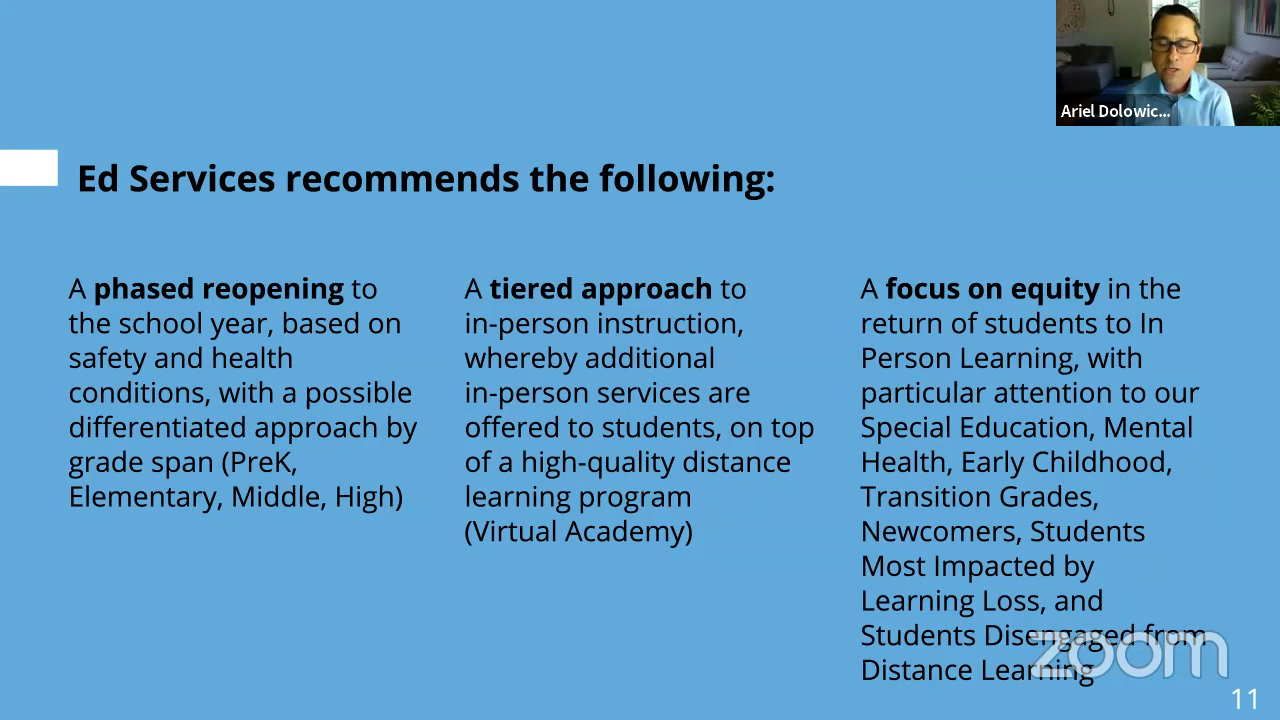 Ariel Dolowic...
Ed Services recommends the following:
A phased reopening to
the school year, based on
safety and health
conditions, with a possible
differentiated approach by
grade span (PreK,
Elementary, Middle, High)
A tiered approach to
in-person instruction,
whereby additional
in-person services are
offered to students, on top
of a high-quality distance
learning program
(Virtual Academy)
A focus on equity in the
return of students to In
Person Learning, with
particular attention to our
Special Education, Mental
Health, Early Childhood,
Transition Grades,
Newcomers, Students
Most Impacted by
Learning Loss, and
Students Disengaged from
Distance Learning
zoom
11